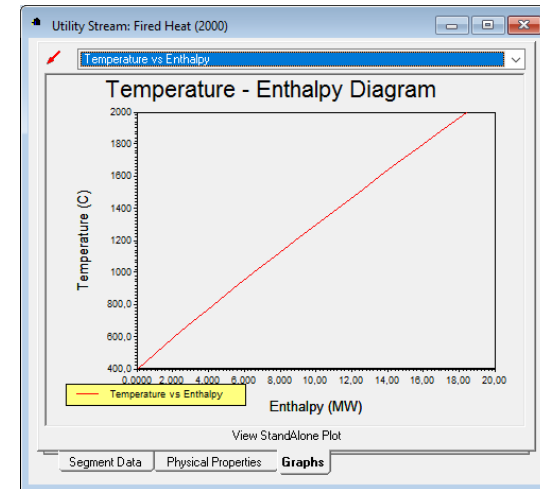 Utility Stream: Fired Heat (2000)
Temperature vs Enthalpy
Temperature - Enthalpy Diagram
2000
1800
1600
1400
1200
1000
800,0
600,0
400,0
Temperature (C)
0,0000 2,000 4,000 6,000 8,000 10,00 12,00 14,00 16,00 18,00 20,00
Temperature vs Enthalpy
Enthalpy (MW)
View StandAlone Plot
Segment Data Physical Properties Graphs